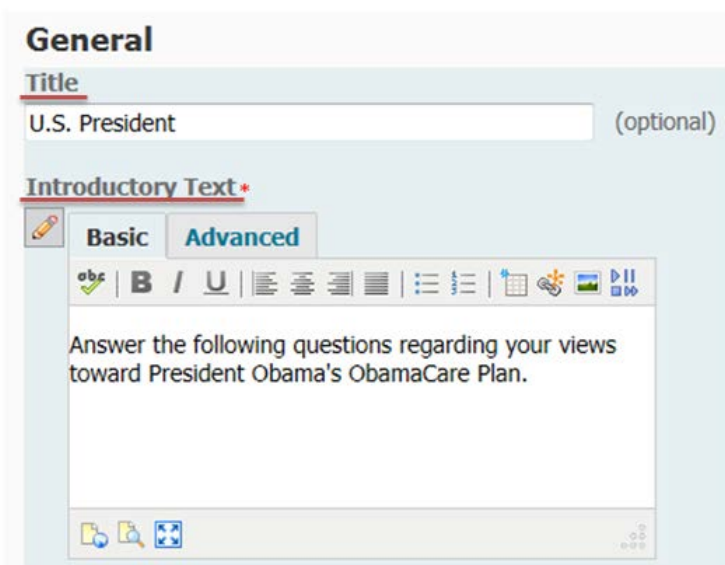 General
Title
U.S. President (optional)
Introductory Text*
Basic Advanced
abc B I U
Answer the following questions regarding your views
toward President Obama's ObamaCare Plan.